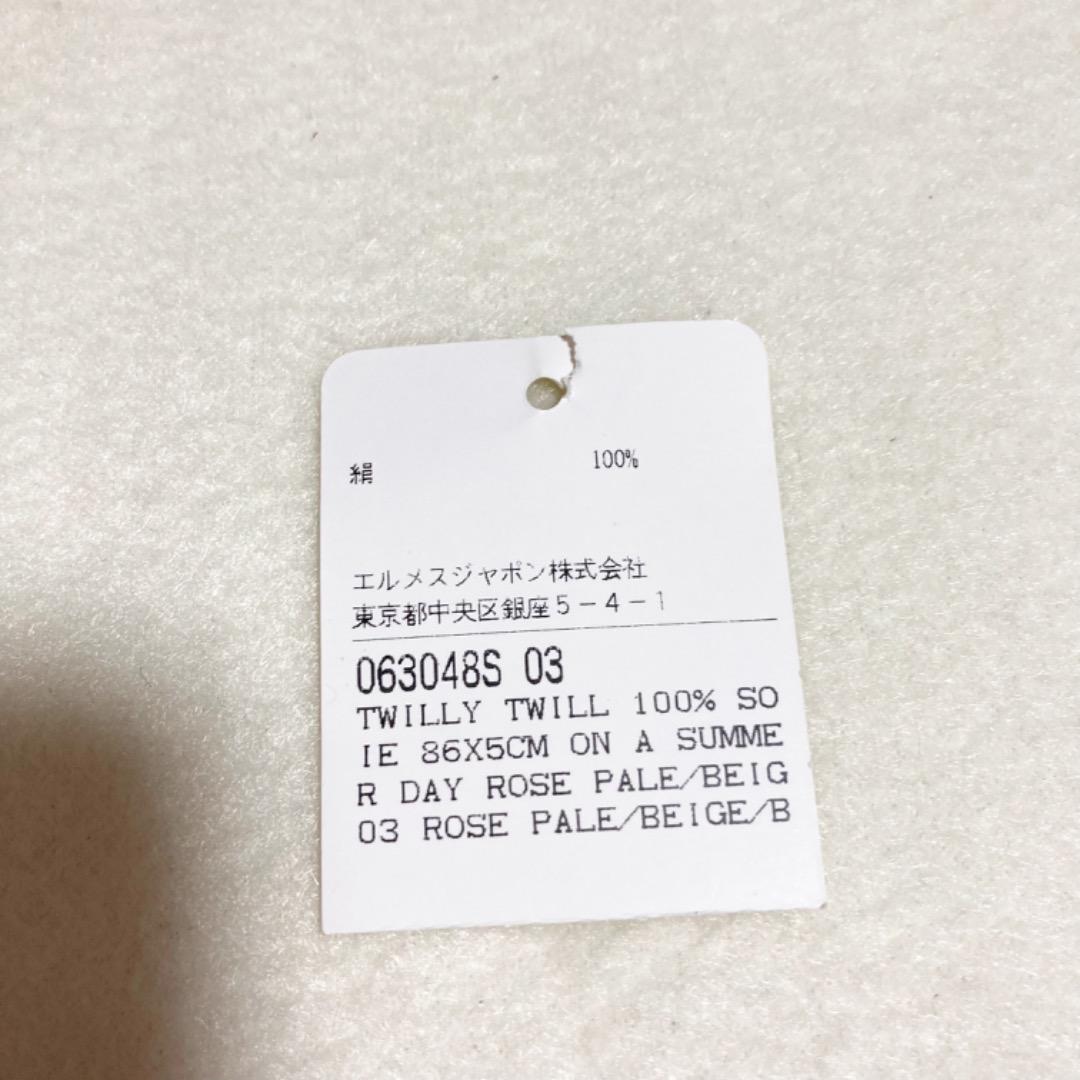 絹 100%
エルメスジャポン株式会社
東京都中央区銀座5-4-1
063048S 03
TWILLY TWILL 100% SO
IE 86X5CM ON A SUMME
R DAY ROSE PALE/BEIG
03 ROSE PALE/BEIGE/B